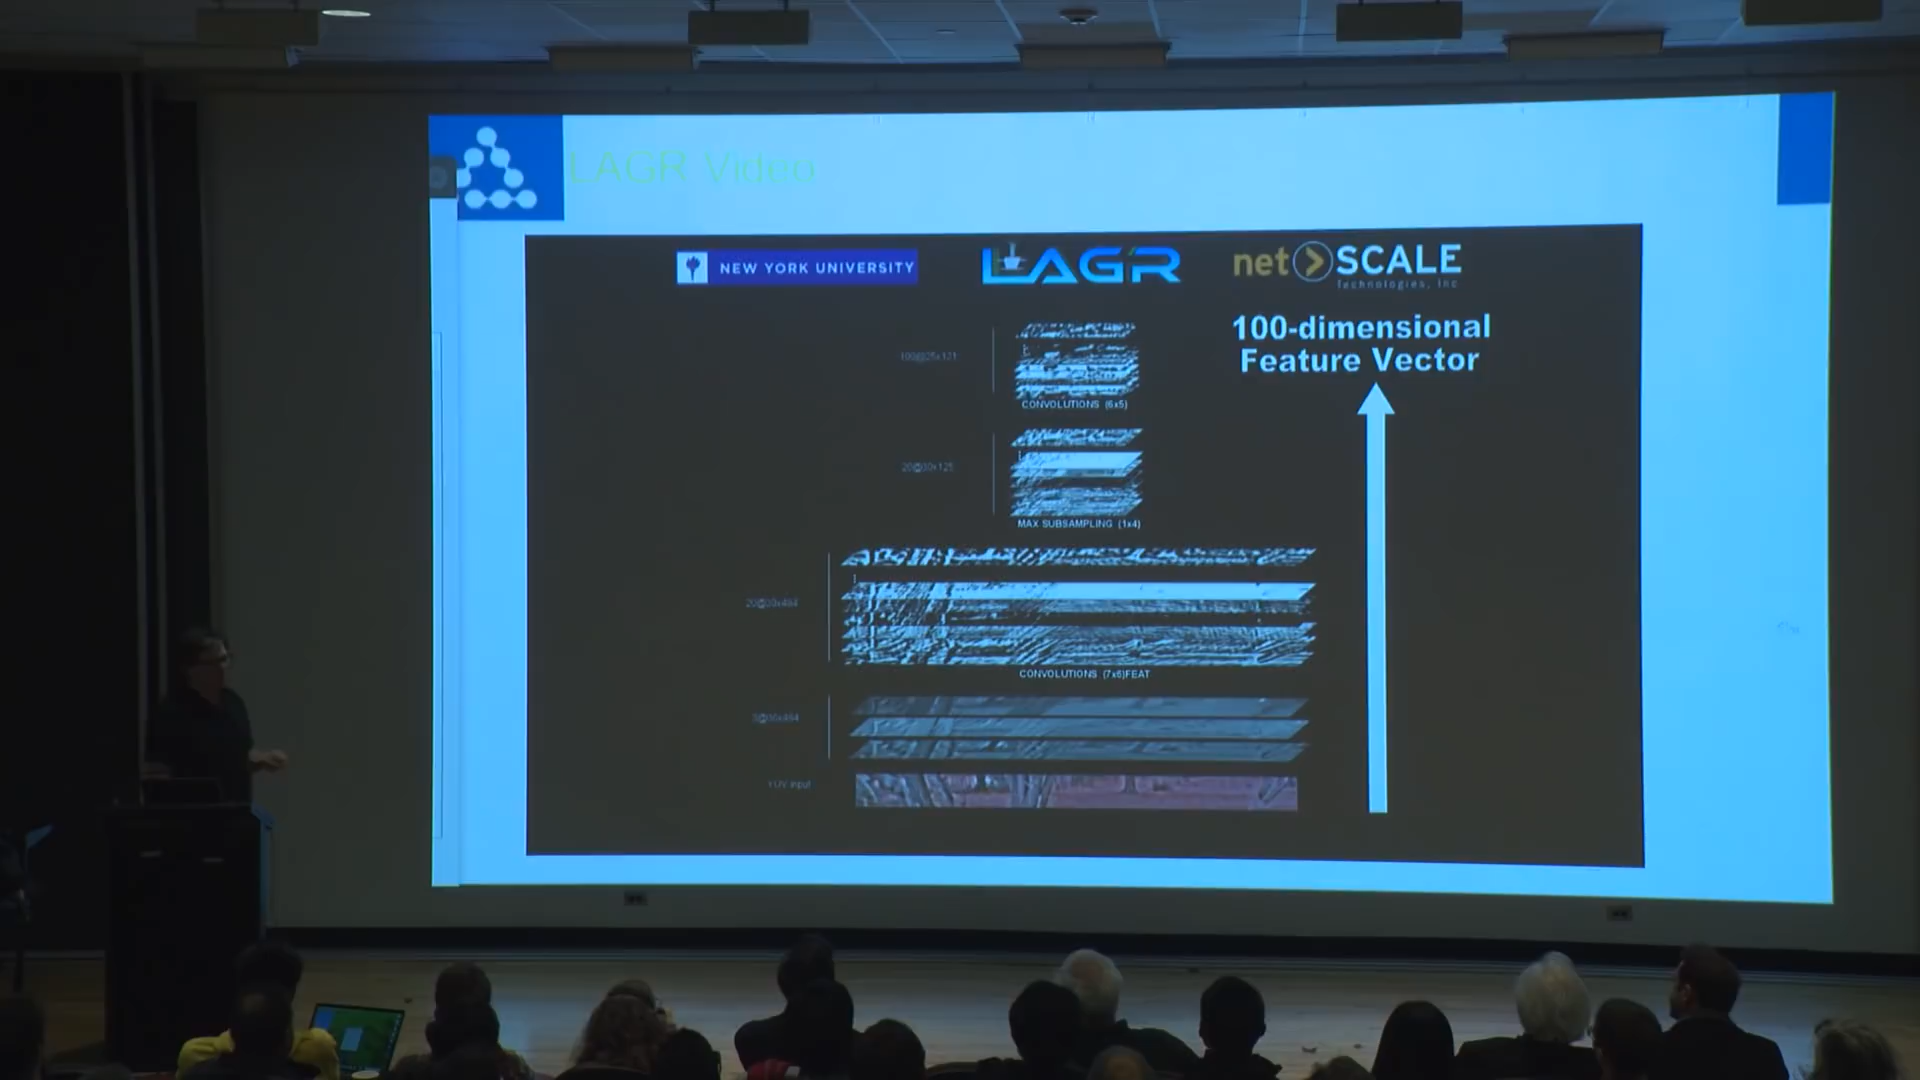 LAGR Video
NEW YORK UNIVERSITY
LAGR
net SCALE
Technologies, Inc
100-dimensional
Feature Vector
100@25x121
CONVOLUTIONS (6x5)
20@30x125
MAX SUBSAMPLING (1x4)
20@30x484
CONVOLUTIONS (7x6)FEAT
3@36x484
YUV input